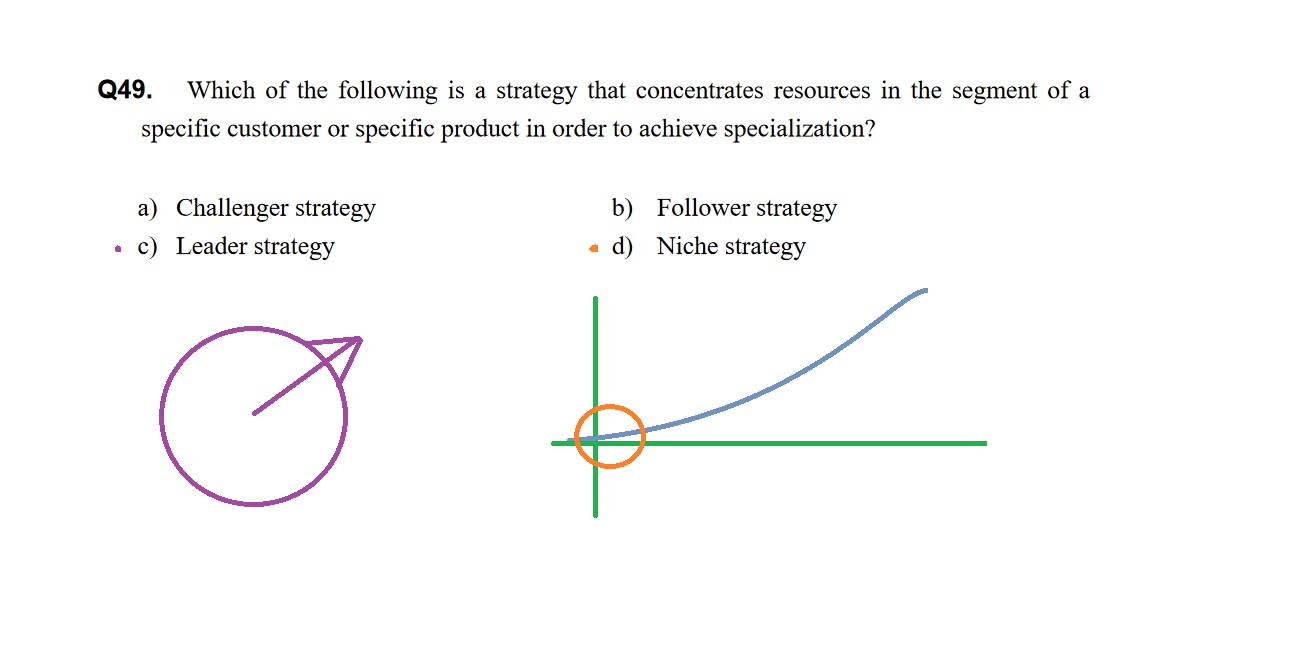 Q49. Which of the following is a strategy that concentrates resources in the segment of a
specific customer or specific product in order to achieve specialization?
a) Challenger strategy b) Follower strategy
c) Leader strategy d) Niche strategy